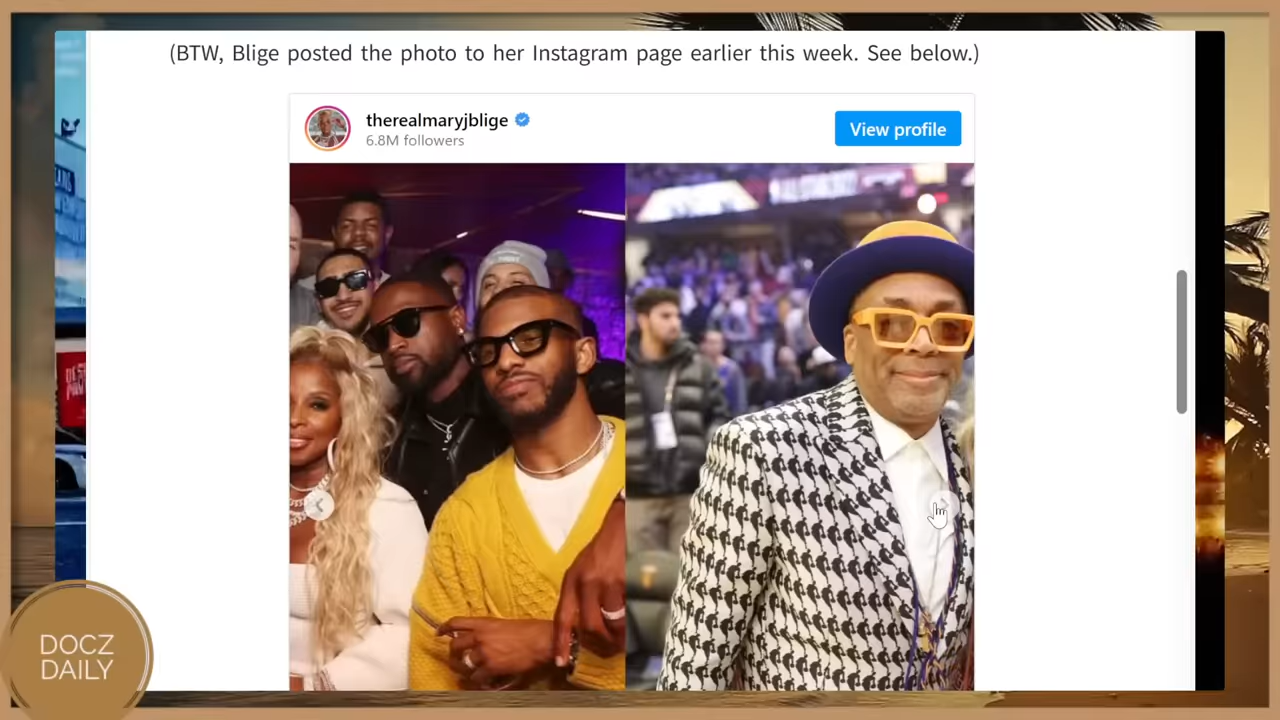 (BTW, Blige posted the photo to her Instagram page earlier this week. See below.)
therealmaryjblige
6.8M followers
View profile
DOCZ
DAILY